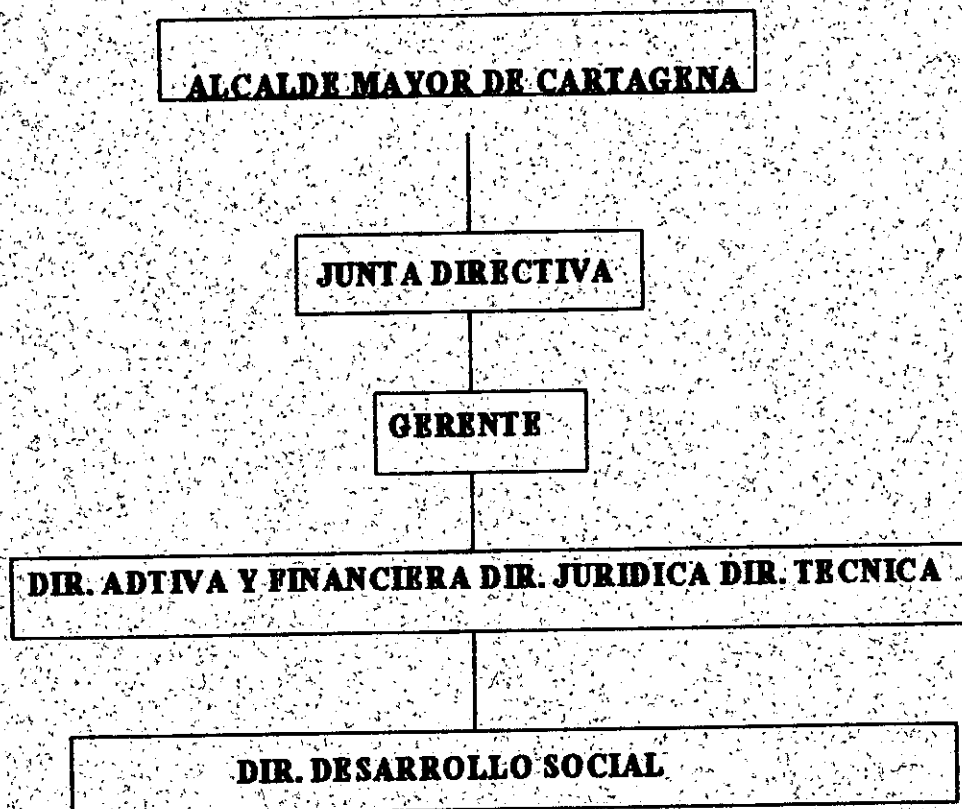 ALCALDE MAYOR DE CARTAGENA
JUNTA DIRECTIVA
GERENTE
DIR. ADTIVA Y FINANCIERA DIR. JURIDICA DIR. TECNICA
DIR. DESARROLLO SOCIAL